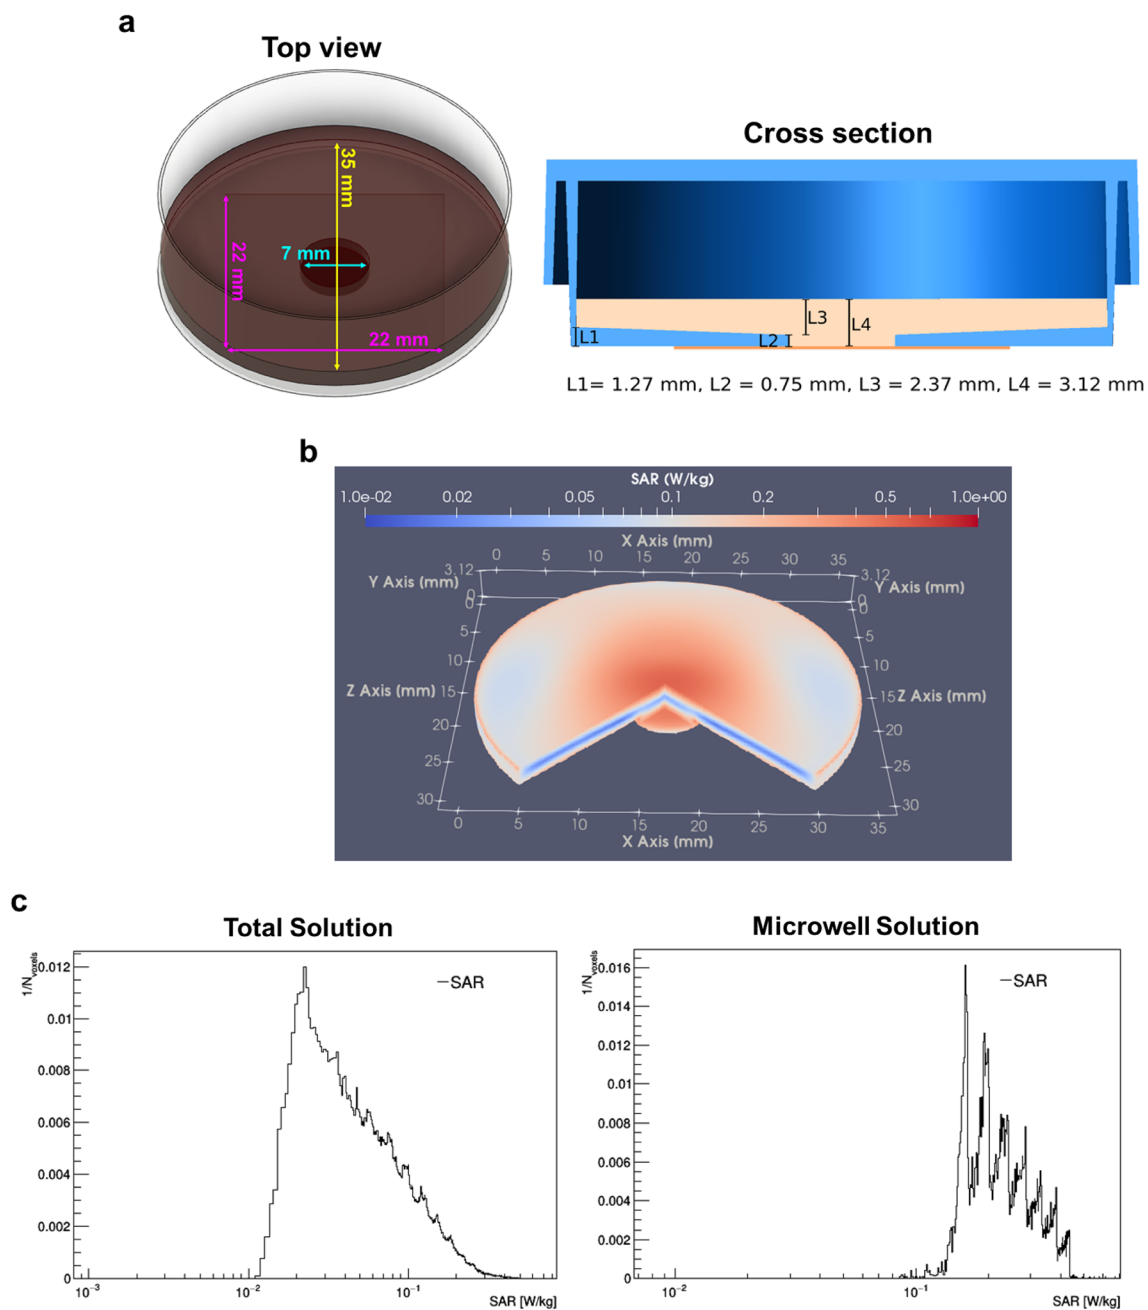 a
Top view
35 mm
22 mm
7 mm
22 mm
Cross section
L3
L4
L1
L2
L1= 1.27 mm, L2 = 0.75 mm, L3 = 2.37 mm, L4 = 3.12 mm
b
SAR (W/kg)
1.0e-02 0.02 0.05 0.1 0.2 0.5 1.0e+00
X Axis (mm)
0 5 10 15 20 25 30 35
3.12 3.12
Y Axis (mm) Y Axis (mm)
0 0
0 0
5 5
10 10
Z Axis (mm) 15 15 Z Axis (mm)
20 20
25 25
30 30
0 5 10 15 20 25 30 35
X Axis (mm)
c
Total Solution
1/Nvoxels
0.012
0.01
0.008
0.006
0.004
0.002
0
SAR
10⁻³ 10⁻² 10⁻¹
SAR [W/kg]
Microwell Solution
1/Nvoxels
0.016
0.014
0.012
0.01
0.008
0.006
0.004
0.002
0
SAR
10⁻² 10⁻¹
SAR [W/kg]